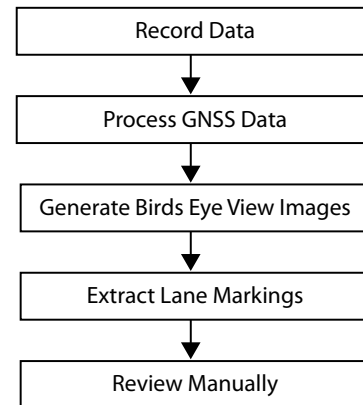 Record Data
Process GNSS Data
Generate Birds Eye View Images
Extract Lane Markings
Review Manually